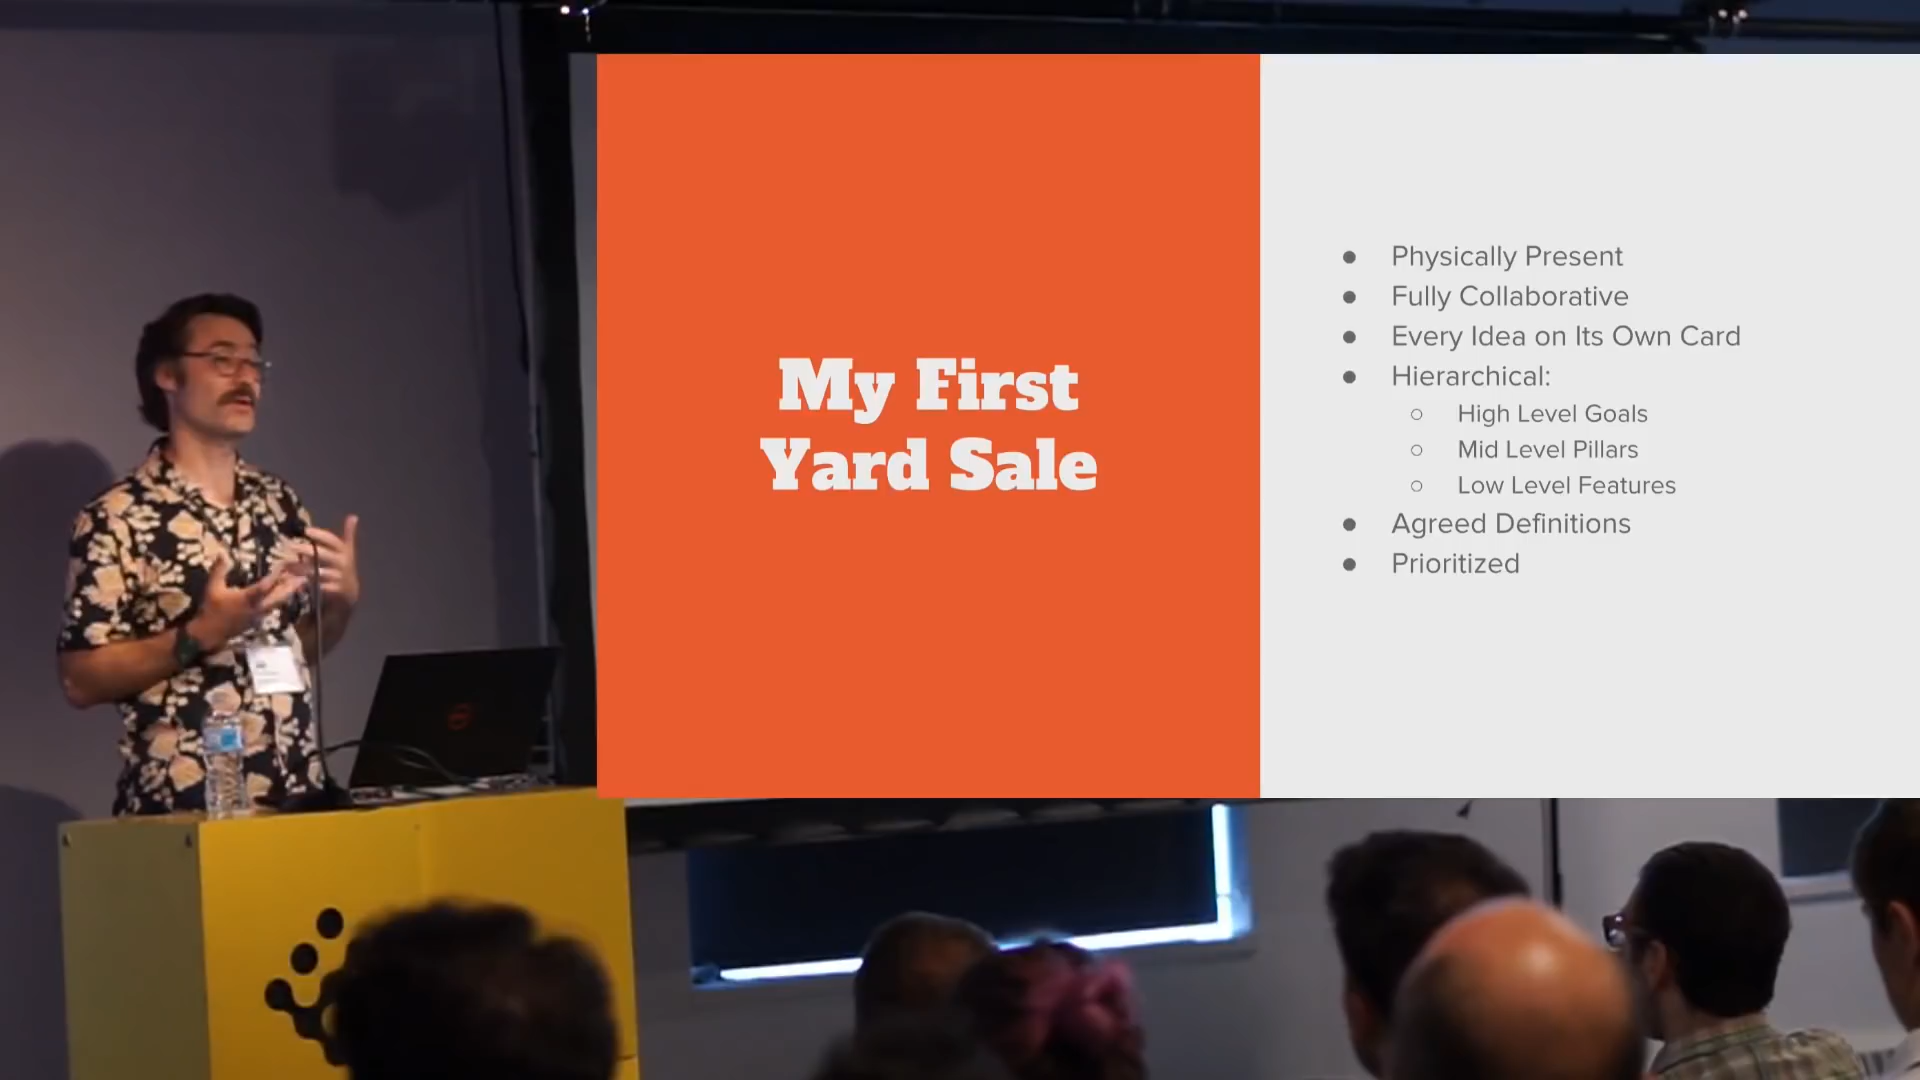 My First
Yard Sale
● Physically Present
● Fully Collaborative
● Every Idea on Its Own Card
● Hierarchical:
○ High Level Goals
○ Mid Level Pillars
○ Low Level Features
● Agreed Definitions
● Prioritized